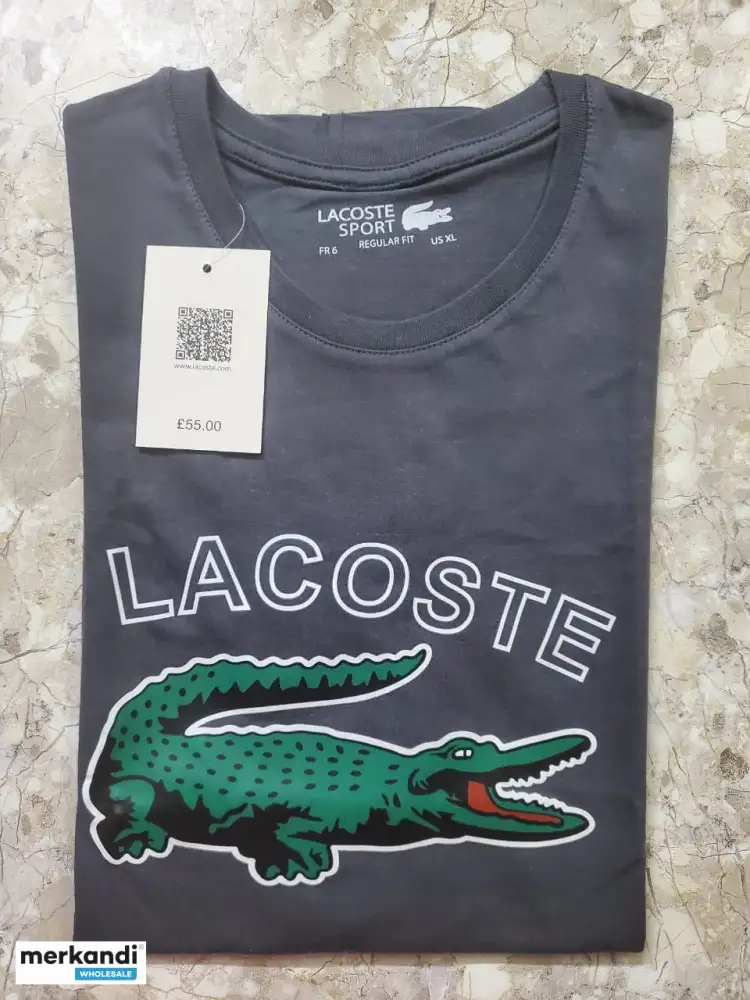 LACOSTE
SPORT
FR 6 REGULAR FIT US XL
www.lacoste.com
£55.00
LACOSTE
merkandi
WHOLESALE